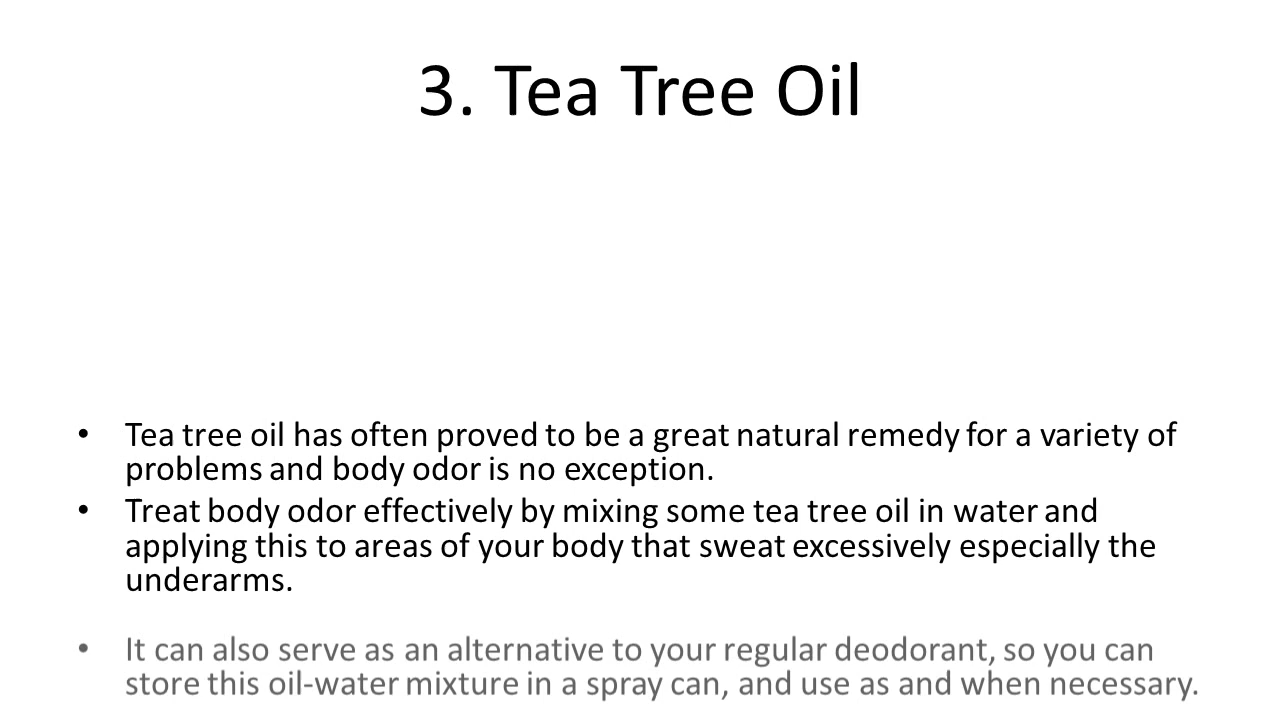 3. Tea Tree Oil
• Tea tree oil has often proved to be a great natural remedy for a variety of
problems and body odor is no exception.
• Treat body odor effectively by mixing some tea tree oil in water and
applying this to areas of your body that sweat excessively especially the
underarms.
• It can also serve as an alternative to your regular deodorant, so you can
store this oil-water mixture in a spray can, and use as and when necessary.